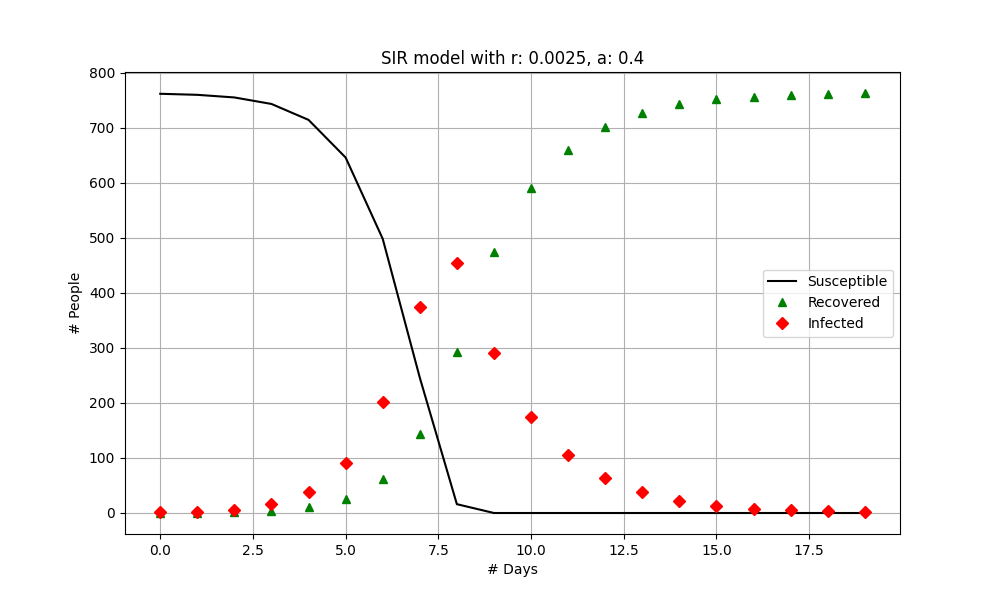 SIR model with r: 0.0025, a: 0.4
800
700
600
500
400
300
200
100
0
# People
Susceptible
Recovered
Infected
0.0 2.5 5.0 7.5 10.0 12.5 15.0 17.5
# Days